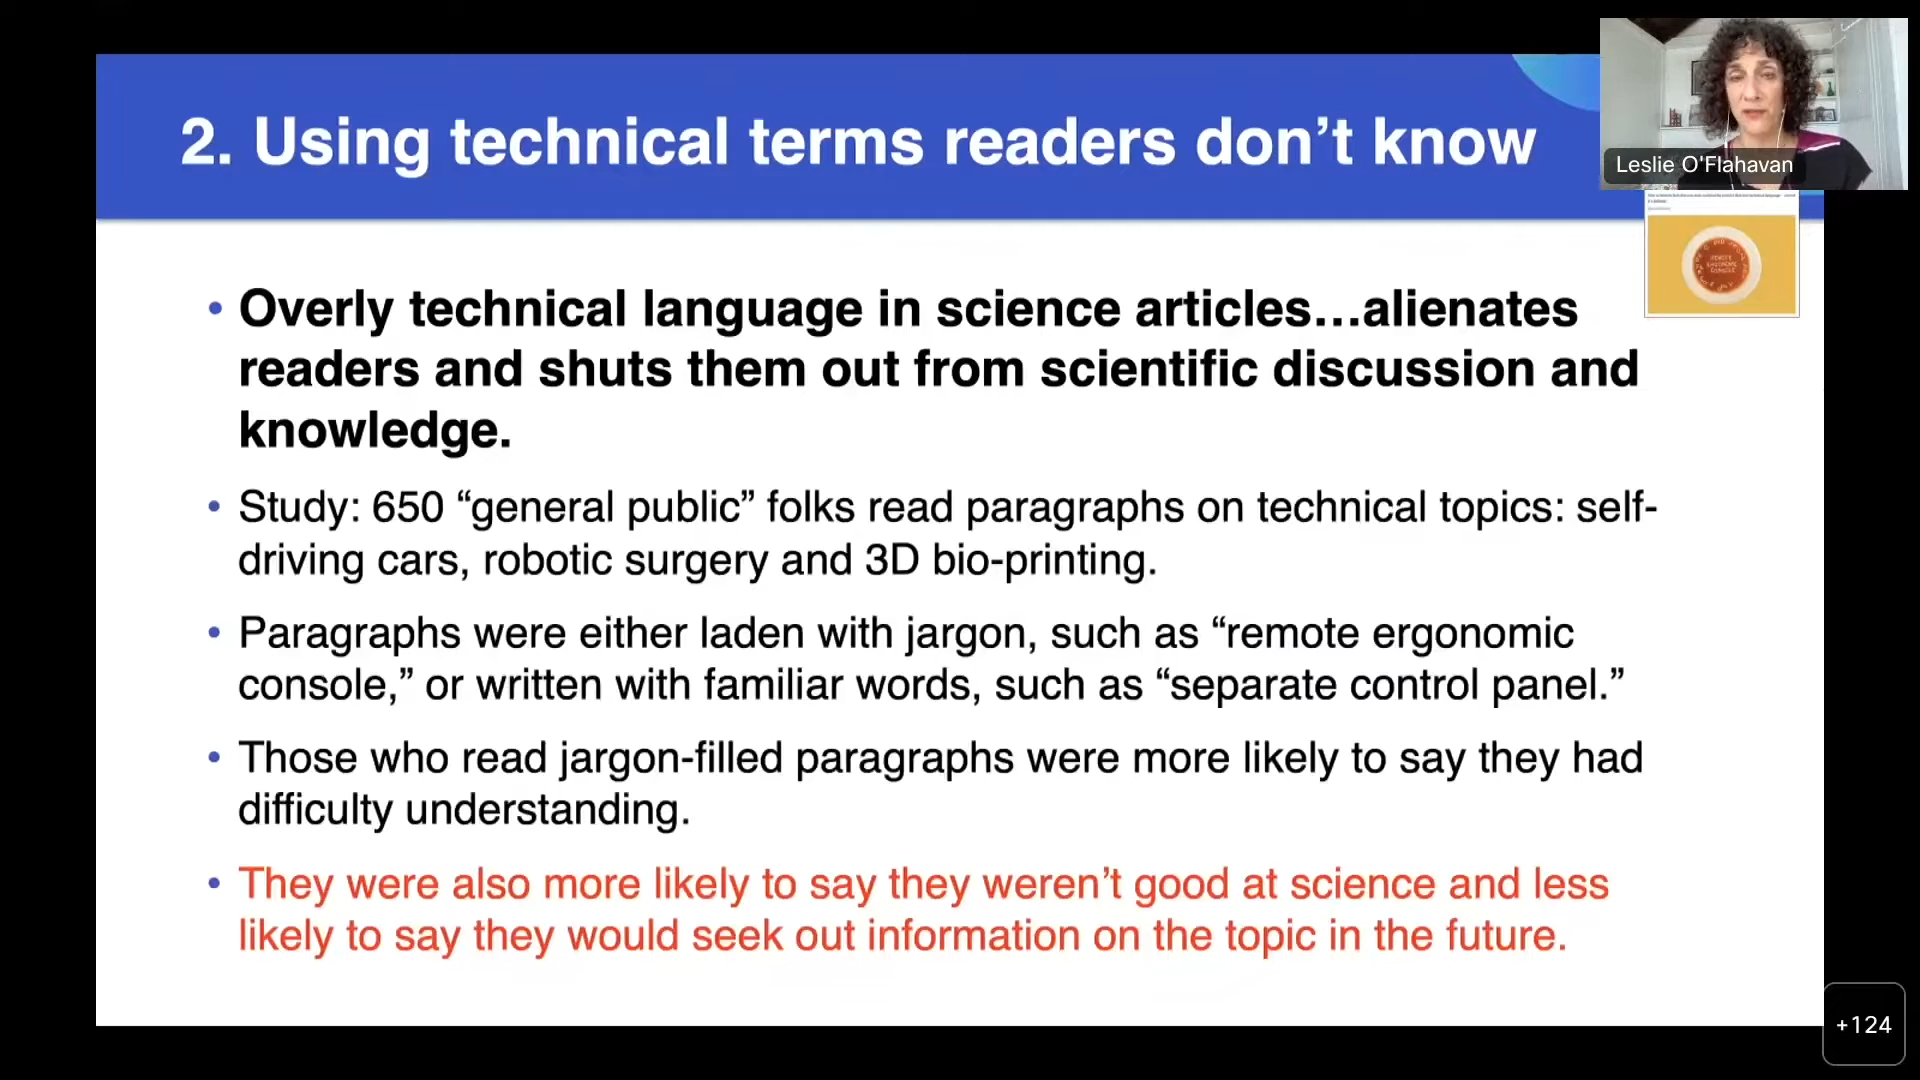 2. Using technical terms readers don’t know
Leslie O'Flahavan
REMOTE
ERGONOMIC
CONSOLE
• Overly technical language in science articles…alienates
readers and shuts them out from scientific discussion and
knowledge.
• Study: 650 “general public” folks read paragraphs on technical topics: self-
driving cars, robotic surgery and 3D bio-printing.
• Paragraphs were either laden with jargon, such as “remote ergonomic
console,” or written with familiar words, such as “separate control panel.”
• Those who read jargon-filled paragraphs were more likely to say they had
difficulty understanding.
• They were also more likely to say they weren’t good at science and less
likely to say they would seek out information on the topic in the future.
+124